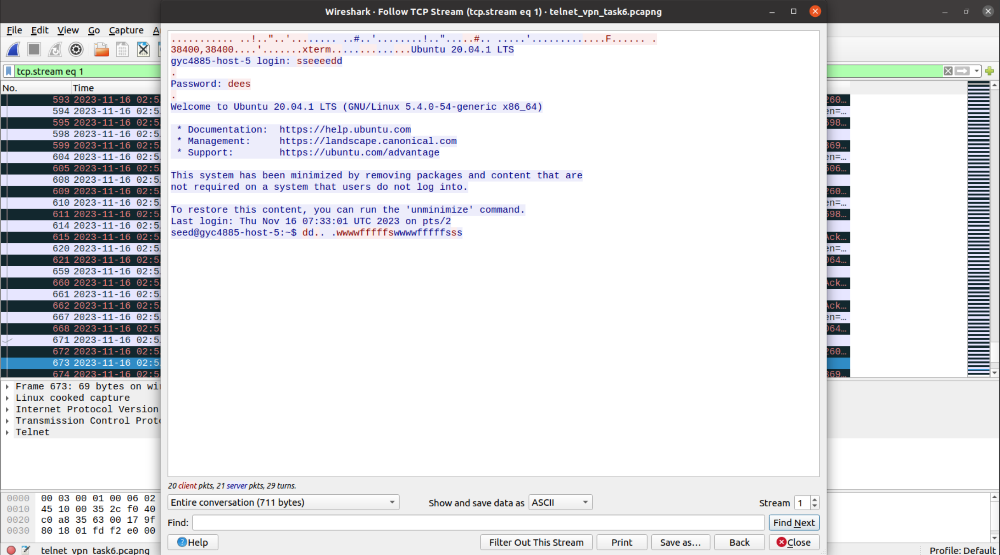 Wireshark · Follow TCP Stream (tcp.stream eq 1) · telnet_vpn_task6.pcapng
File Edit View Go Capture A
tcp.stream eq 1
No. Time
593 2023-11-16 02:5
594 2023-11-16 02:5
595 2023-11-16 02:5
598 2023-11-16 02:5
599 2023-11-16 02:5
604 2023-11-16 02:5
605 2023-11-16 02:5
608 2023-11-16 02:5
609 2023-11-16 02:5
610 2023-11-16 02:5
611 2023-11-16 02:5
614 2023-11-16 02:5
615 2023-11-16 02:5
620 2023-11-16 02:5
621 2023-11-16 02:5
659 2023-11-16 02:5
660 2023-11-16 02:5
661 2023-11-16 02:5
662 2023-11-16 02:5
667 2023-11-16 02:5
668 2023-11-16 02:5
671 2023-11-16 02:5
672 2023-11-16 02:5
673 2023-11-16 02:5
674 2023-11-16 02:5
Frame 673: 69 bytes on wi
Linux cooked capture
Internet Protocol Version
Transmission Control Proto
Telnet
0000 00 03 00 01 00 06 02
0010 45 10 00 35 2c f0 40
0020 c0 a8 35 63 00 17 9f
0030 80 18 01 fd f2 e0 00
telnet_vpn_task6.pcapng
........... ..!.."..'......... ..#..'........!..".....#.. .....'.............F...... .
38400,38400....'.......xterm..............Ubuntu 20.04.1 LTS
gyc4885-host-5 login: sseeeedd
.
Password: dees
.
Welcome to Ubuntu 20.04.1 LTS (GNU/Linux 5.4.0-54-generic x86_64)
* Documentation: https://help.ubuntu.com
* Management: https://landscape.canonical.com
* Support: https://ubuntu.com/advantage
This system has been minimized by removing packages and content that are
not required on a system that users do not log into.
To restore this content, you can run the 'unminimize' command.
Last login: Thu Nov 16 07:33:01 UTC 2023 on pts/2
seed@gyc4885-host-5:~$ dd.. .wwwwfffffswwwwfffffsss
20 client pkts, 21 server pkts, 29 turns.
Entire conversation (711 bytes)
Show and save data as ASCII
Stream 1
Find:
Find Next
Help
Filter Out This Stream
Print
Save as…
Back
Close
260…
en=…
698…
369…
en=…
606…
260…
en=…
698…
Ack…
en=…
064…
Ack…
Ack…
en=…
064…
260…
369…
Profile: Default